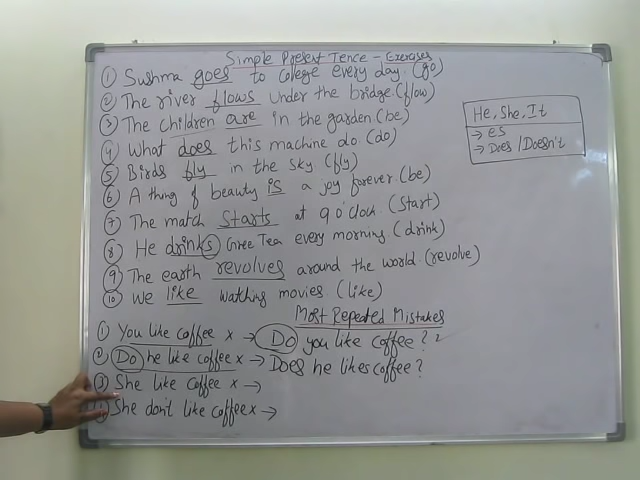 Simple Present Tence - Exercises
① Sushma goes to college every day. (go)
② The river flows under the bridge. (flow)
③ The children are in the garden. (be)
④ What does this machine do. (do)
⑤ Birds fly in the sky. (fly)
⑥ A thing of beauty is a joy forever (be)
⑦ The match starts at 9 o'clock. (start)
⑧ He drinks Gree Tea every morning. (drink)
⑨ The earth revolves around the world. (revolve)
⑩ We like watching movies. (like)
He, She, It
→ es
→ Does / Doesn't
Most Repeated Mistakes
① You like coffee x → Do you like coffee?
② Do he like coffee x → Does he likes coffee?
③ She like coffee x →
④ She don't like coffee x →